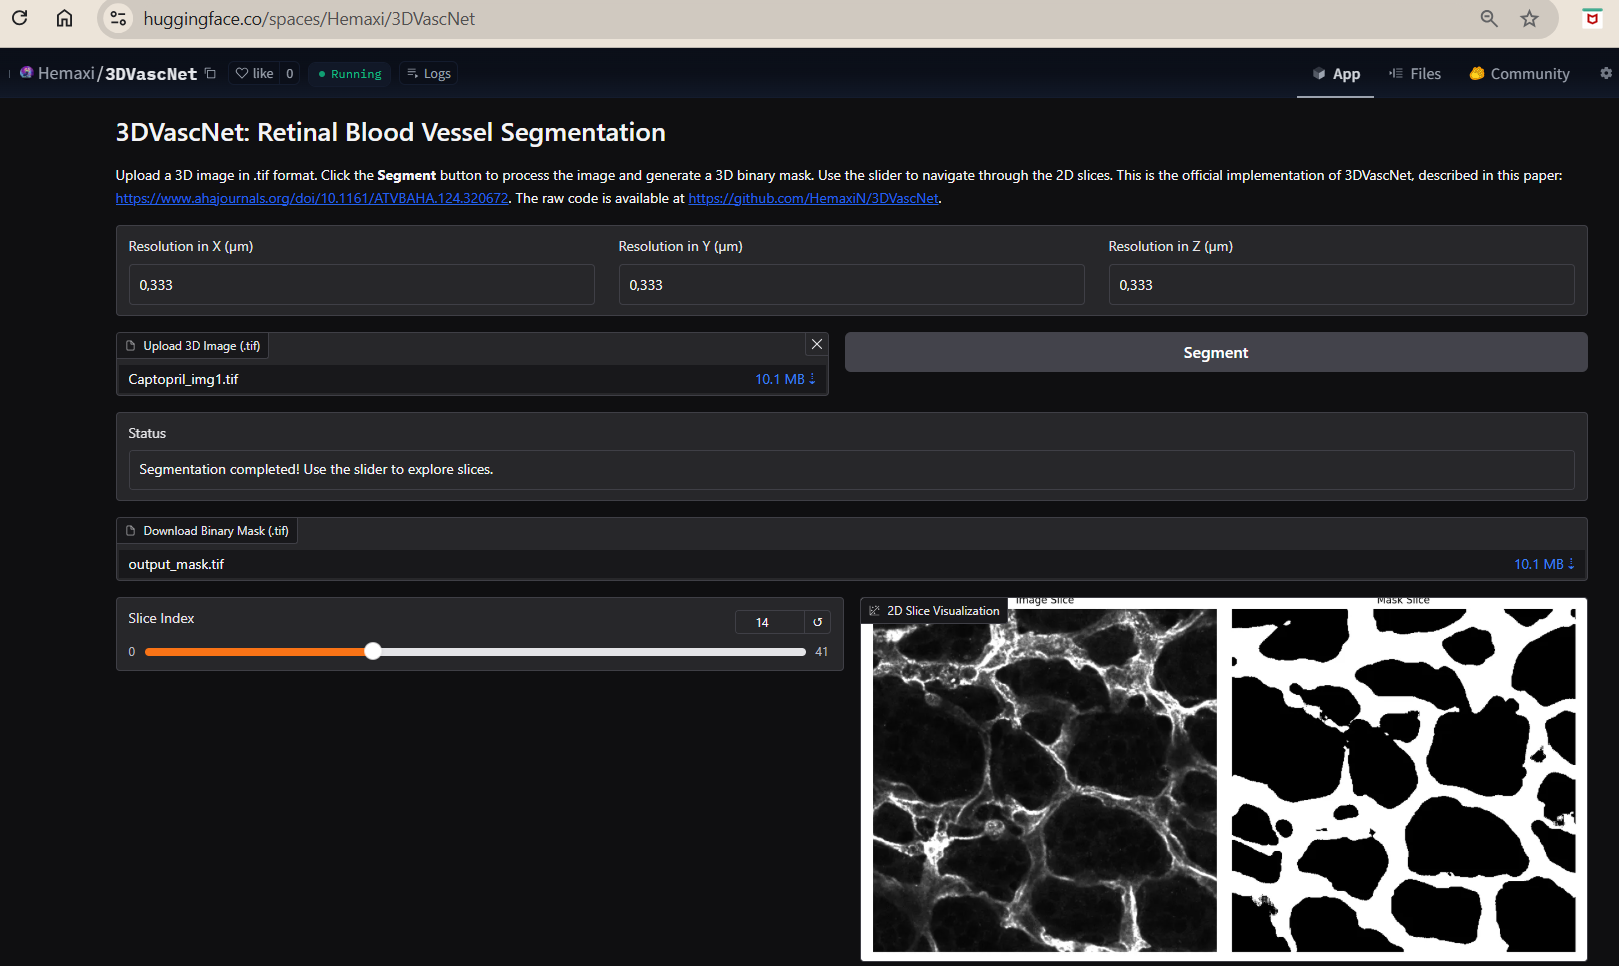 huggingface.co/spaces/Hemaxi/3DVascNet
Hemaxi/3DVascNet like 0 Running Logs App Files Community
3DVascNet: Retinal Blood Vessel Segmentation
Upload a 3D image in .tif format. Click the Segment button to process the image and generate a 3D binary mask. Use the slider to navigate through the 2D slices. This is the official implementation of 3DVascNet, described in this paper:
https://www.ahajournals.org/doi/10.1161/ATVBAHA.124.320672. The raw code is available at https://github.com/HemaxiN/3DVascNet.
Resolution in X (µm) Resolution in Y (µm) Resolution in Z (µm)
0,333 0,333 0,333
Upload 3D Image (.tif)
Segment
Captopril_img1.tif 10.1 MB ⇣
Status
Segmentation completed! Use the slider to explore slices.
Download Binary Mask (.tif)
output_mask.tif 10.1 MB ⇣
Slice Index 14
0 41
2D Slice Visualization
Image Slice Mask Slice